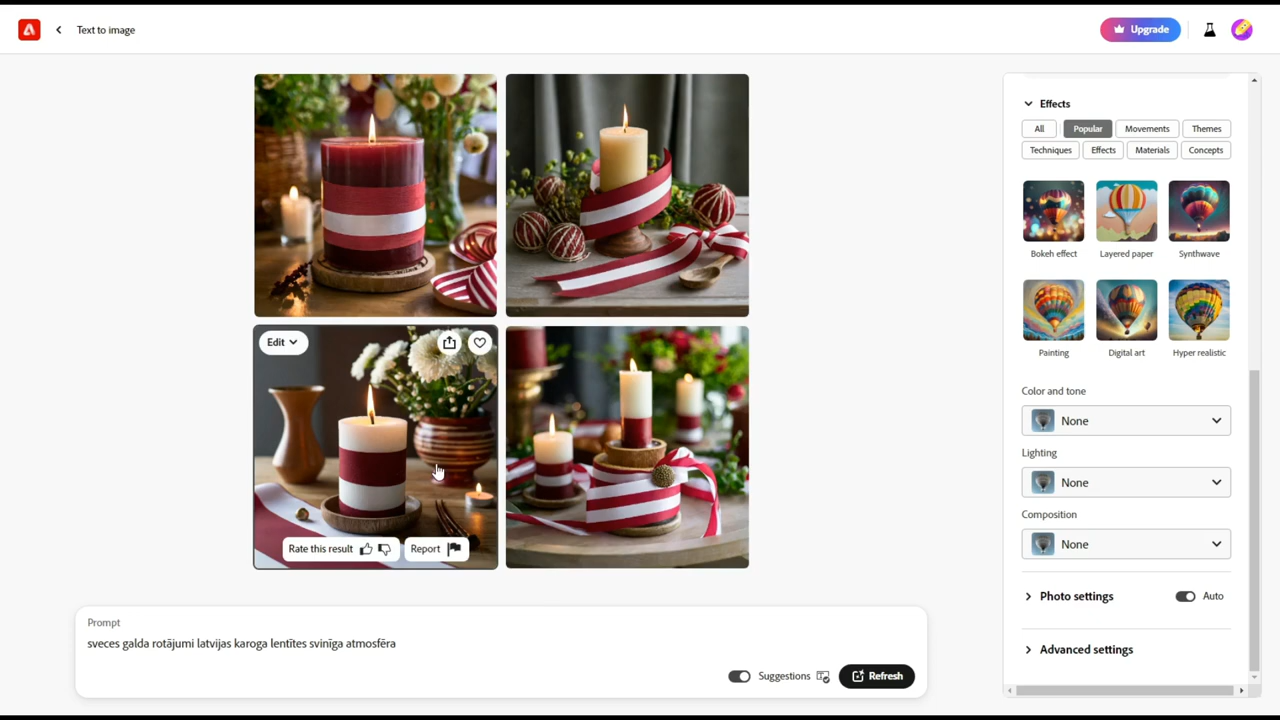 Text to image
Upgrade
Effects
All Popular Movements Themes
Techniques Effects Materials Concepts
Bokeh effect Layered paper Synthwave
Painting Digital art Hyper realistic
Color and tone
None
Lighting
None
Composition
None
Photo settings Auto
Advanced settings
Edit
Rate this result Report
Prompt
sveces galda rotājumi latvijas karoga lentītes svinīga atmosfēra
Suggestions Refresh